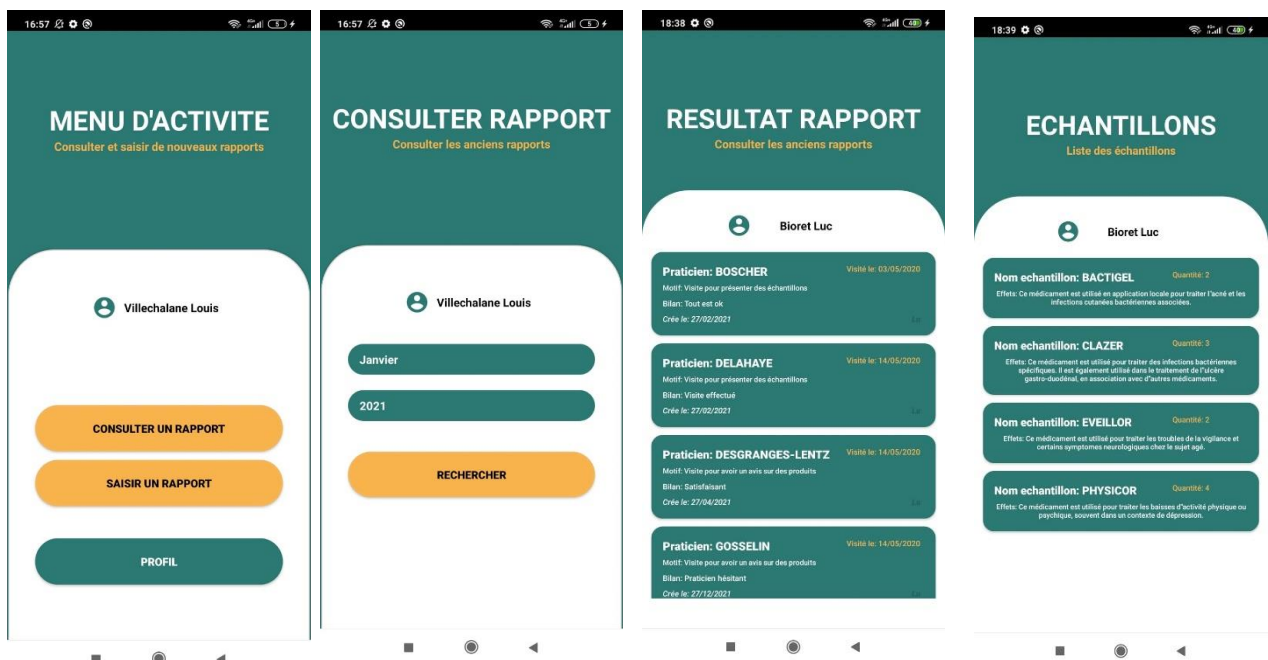 16:57
5
MENU D'ACTIVITE
Consulter et saisir de nouveaux rapports
Villechalane Louis
CONSULTER UN RAPPORT
SAISIR UN RAPPORT
PROFIL
16:57
5
CONSULTER RAPPORT
Consulter les anciens rapports
Villechalane Louis
Janvier
2021
RECHERCHER
18:38
40
RESULTAT RAPPORT
Consulter les anciens rapports
Bioret Luc
Praticien: BOSCHER Visité le: 03/05/2020
Motif: Visite pour présenter des échantillons
Bilan: Tout est ok
Crée le: 27/02/2021 Lu
Praticien: DELAHAYE Visité le: 14/05/2020
Motif: Visite pour présenter des échantillons
Bilan: Visite effectué
Crée le: 27/02/2021 Lu
Praticien: DESGRANGES-LENTZ Visité le: 14/05/2020
Motif: Visite pour avoir un avis sur des produits
Bilan: Satisfaisant
Crée le: 27/04/2021 Lu
Praticien: GOSSELIN Visité le: 14/05/2020
Motif: Visite pour avoir un avis sur des produits
Bilan: Praticien hésitant
Crée le: 27/12/2021 Lu
18:39
40
ECHANTILLONS
Liste des échantillons
Bioret Luc
Nom echantillon: BACTIGEL Quantité: 2
Effets: Ce médicament est utilisé en application locale pour traiter l"acné et les
infections cutanées bactériennes associées.
Nom echantillon: CLAZER Quantité: 3
Effets: Ce médicament est utilisé pour traiter des infections bactériennes
spécifiques. Il est également utilisé dans le traitement de l"ulcère
gastro-duodénal, en association avec d"autres médicaments.
Nom echantillon: EVEILLOR Quantité: 2
Effets: Ce médicament est utilisé pour traiter les troubles de la vigilance et
certains symptomes neurologiques chez le sujet agé.
Nom echantillon: PHYSICOR Quantité: 4
Effets: Ce médicament est utilisé pour traiter les baisses d"activité physique ou
psychique, souvent dans un contexte de dépression.